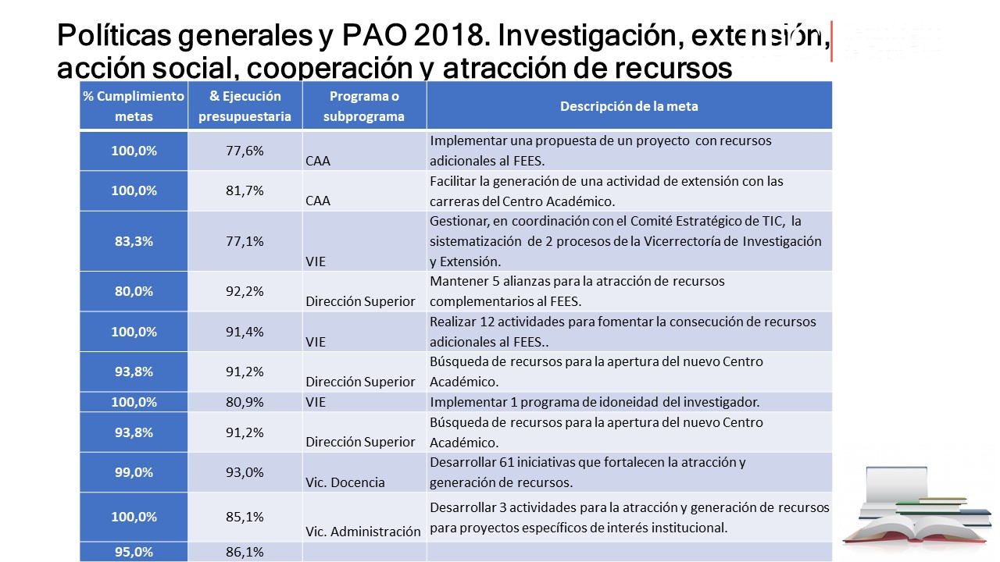 Políticas generales y PAO 2018. Investigación, extensión,
acción social, cooperación y atracción de recursos
% Cumplimiento metas & Ejecución presupuestaria Programa o subprograma Descripción de la meta
100,0% 77,6% CAA Implementar una propuesta de un proyecto con recursos
adicionales al FEES.
100,0% 81,7% CAA Facilitar la generación de una actividad de extensión con las
carreras del Centro Académico.
83,3% 77,1% VIE Gestionar, en coordinación con el Comité Estratégico de TIC, la
sistematización de 2 procesos de la Vicerrectoría de Investigación
y Extensión.
80,0% 92,2% Dirección Superior Mantener 5 alianzas para la atracción de recursos
complementarios al FEES.
100,0% 91,4% VIE Realizar 12 actividades para fomentar la consecución de recursos
adicionales al FEES..
93,8% 91,2% Dirección Superior Búsqueda de recursos para la apertura del nuevo Centro
Académico.
100,0% 80,9% VIE Implementar 1 programa de idoneidad del investigador.
93,8% 91,2% Dirección Superior Búsqueda de recursos para la apertura del nuevo Centro
Académico.
99,0% 93,0% Vic. Docencia Desarrollar 61 iniciativas que fortalecen la atracción y
generación de recursos.
100,0% 85,1% Vic. Administración Desarrollar 3 actividades para la atracción y generación de recursos
para proyectos específicos de interés institucional.
95,0% 86,1%